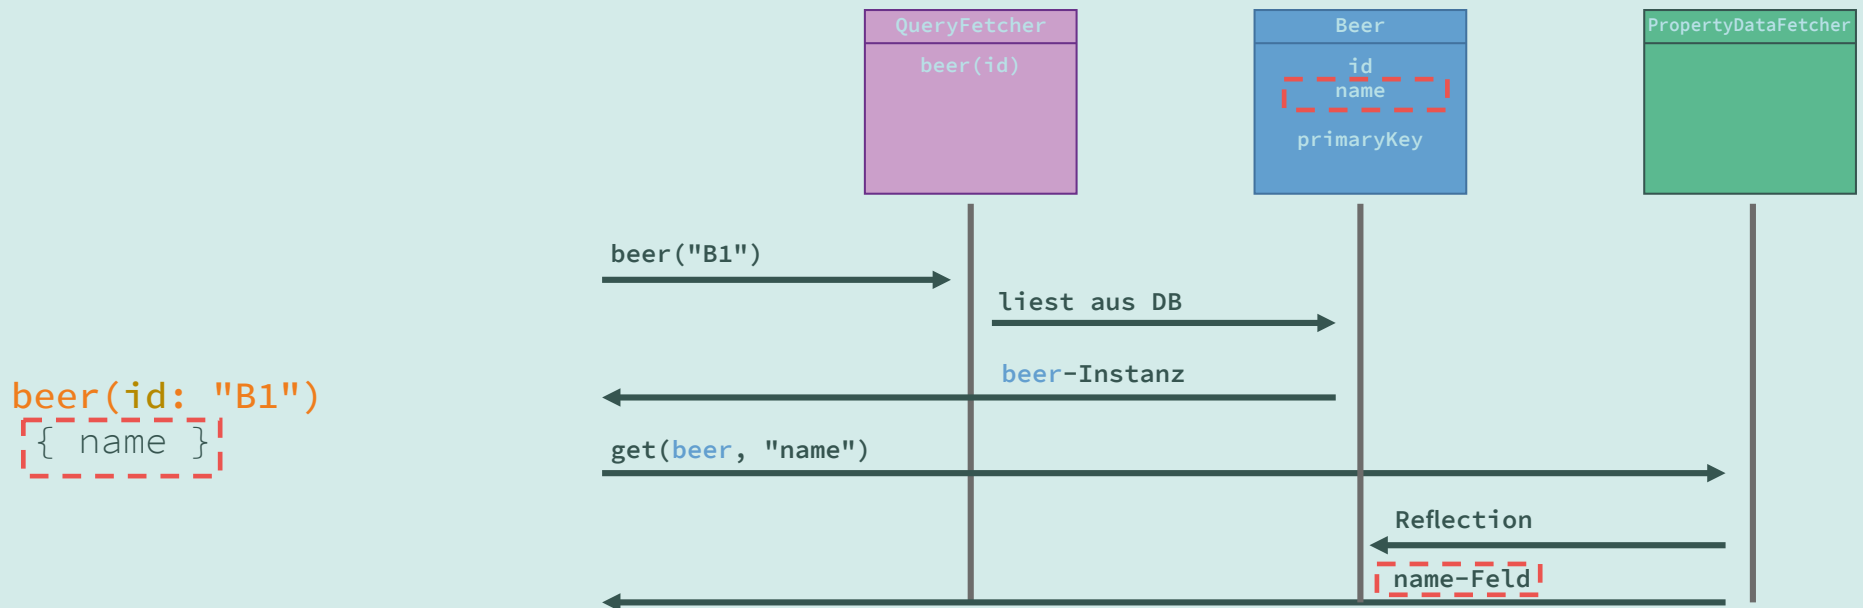 QueryFetcher
beer(id)
Beer
id
name
primaryKey
PropertyDataFetcher
beer("B1")
liest aus DB
beer-Instanz
beer(id: "B1")
{ name }
get(beer, "name")
Reflection
name-Feld